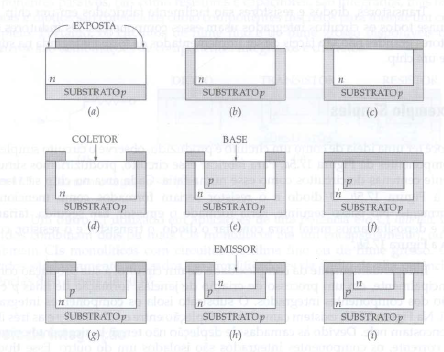 EXPOSTA
n
SUBSTRATO p
(a)
n
SUBSTRATO p
(b)
n
SUBSTRATO p
(c)
COLETOR
n
SUBSTRATO p
(d)
BASE
p
n
SUBSTRATO p
(e)
p
n
SUBSTRATO p
(f)
p
n
SUBSTRATO p
(g)
EMISSOR
n
p
n
SUBSTRATO p
(h)
n
p
n
SUBSTRATO p
(i)